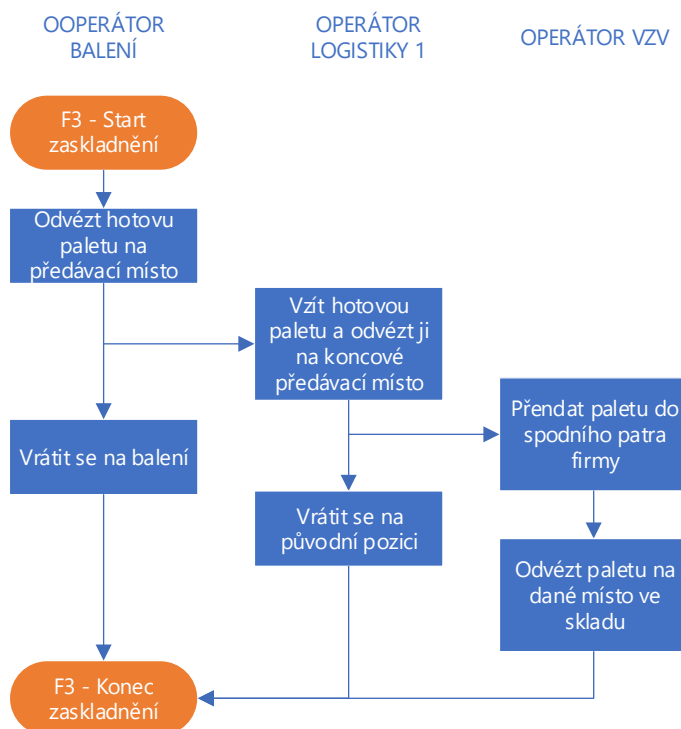 OOPERÁTOR
BALENÍ
OPERÁTOR
LOGISTIKY 1
OPERÁTOR VZV
F3 - Start
zaskladnění
Odvézt hotovu
paletu na
předávací místo
Vzít hotovou
paletu a odvézt ji
na koncové
předávací místo
Přendat paletu do
spodního patra
firmy
Vrátit se na balení
Vrátit se na
původní pozici
Odvézt paletu na
dané místo ve
skladu
F3 - Konec
zaskladnění